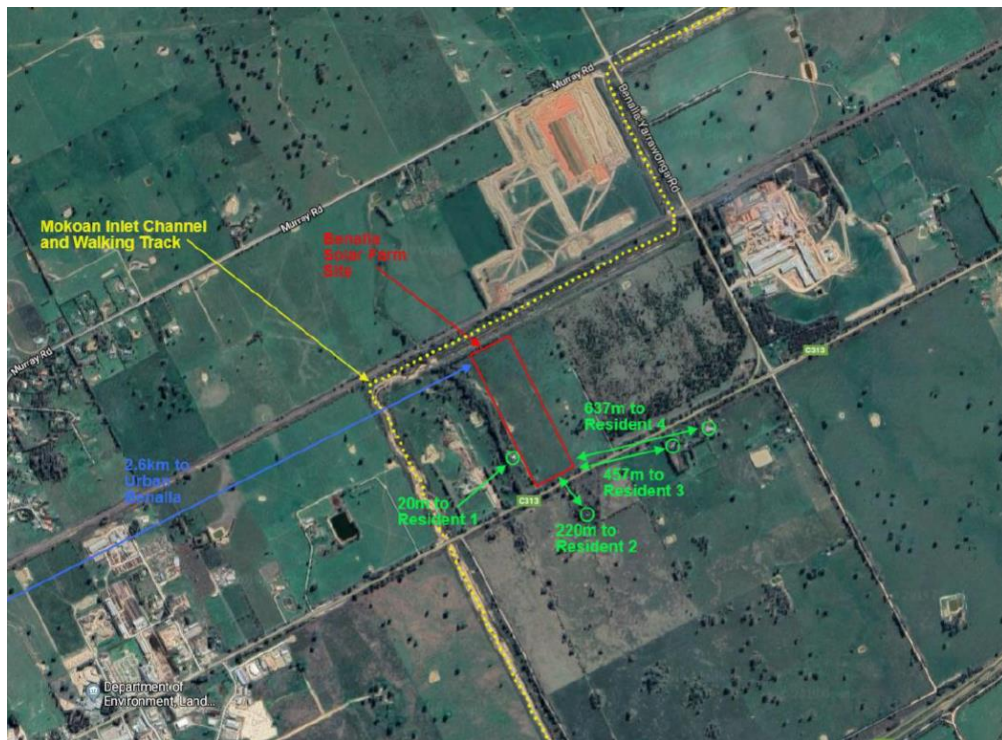 Murray Rd
Benalla-Yarrawonga Rd
Murray Rd
Mokoan Inlet Channel
and Walking Track
Benalla
Solar Farm
Site
Murray Rd
C313
637m to
Resident 4
2.6km to
Urban
Benalla
457m to
Resident 3
20m to
Resident 1
C313
220m to
Resident 2
Department of
Environment, Land...